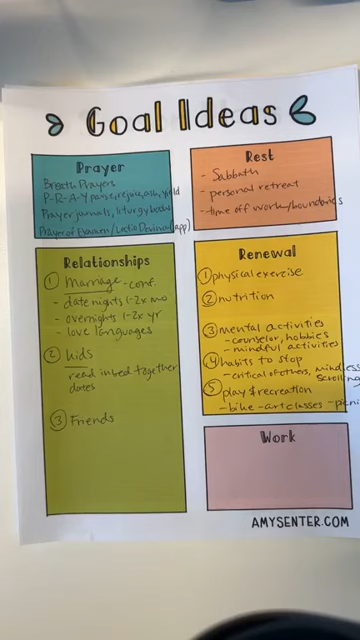 Goal Ideas
Prayer
Breath Prayers
P-R-A-Y pause, rejoice, ask, yield
Prayer journals, liturgy books
Prayer of Examen/Lectio Devina (app)
Rest
- Sabbath
- personal retreat
- time off work/boundaries
Relationships
① Marriage - conf.
- date nights 1-2x mo
- overnights 1-2x yr
- love languages
② kids
read in bed together
dates
③ Friends
Renewal
① physical exercise
② nutrition
③ mental activities
- counselor, hobbies
- mindful activities
④ habits to stop
- critical of others, mindless
scrolling
⑤ play & recreation
- bike - art classes - picni
Work
AMYSENTER.COM